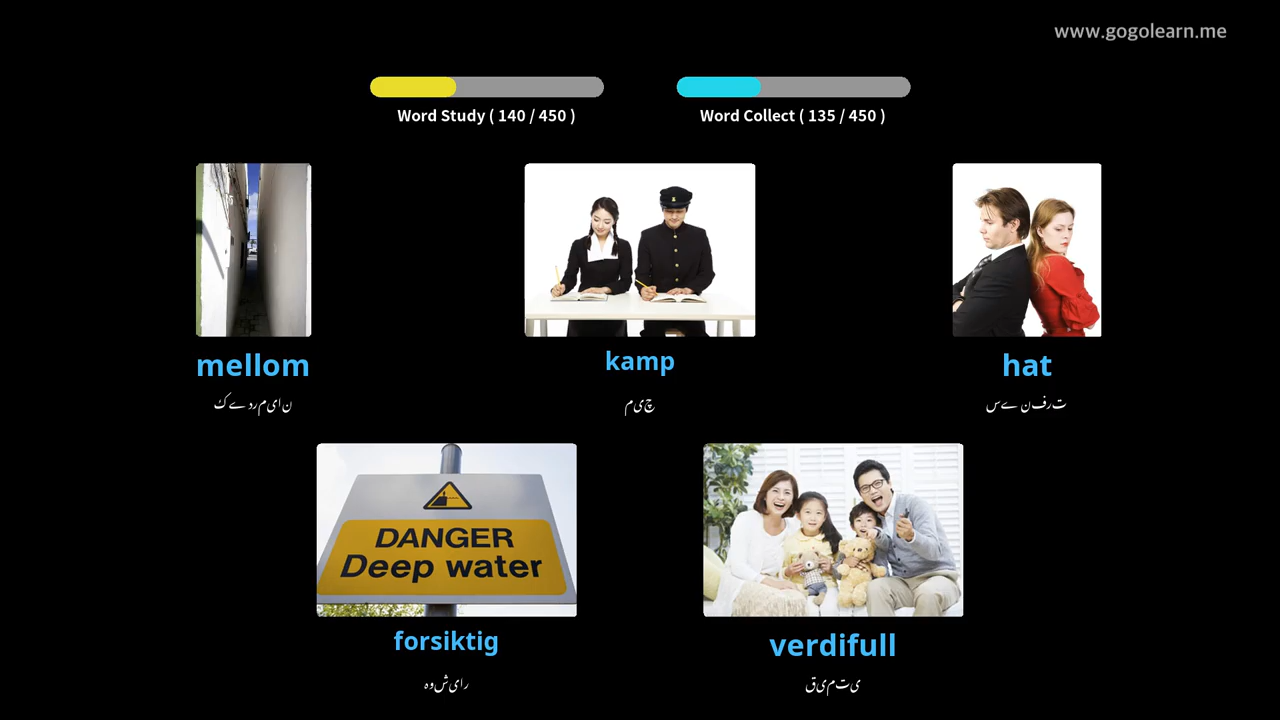 www.gogolearn.me
Word Study ( 140 / 450 )
Word Collect ( 135 / 450 )
mellom
کے درمیان
kamp
میچ
hat
سے نفرت
DANGER
Deep water
forsiktig
ہوشیار
verdifull
قیمتی